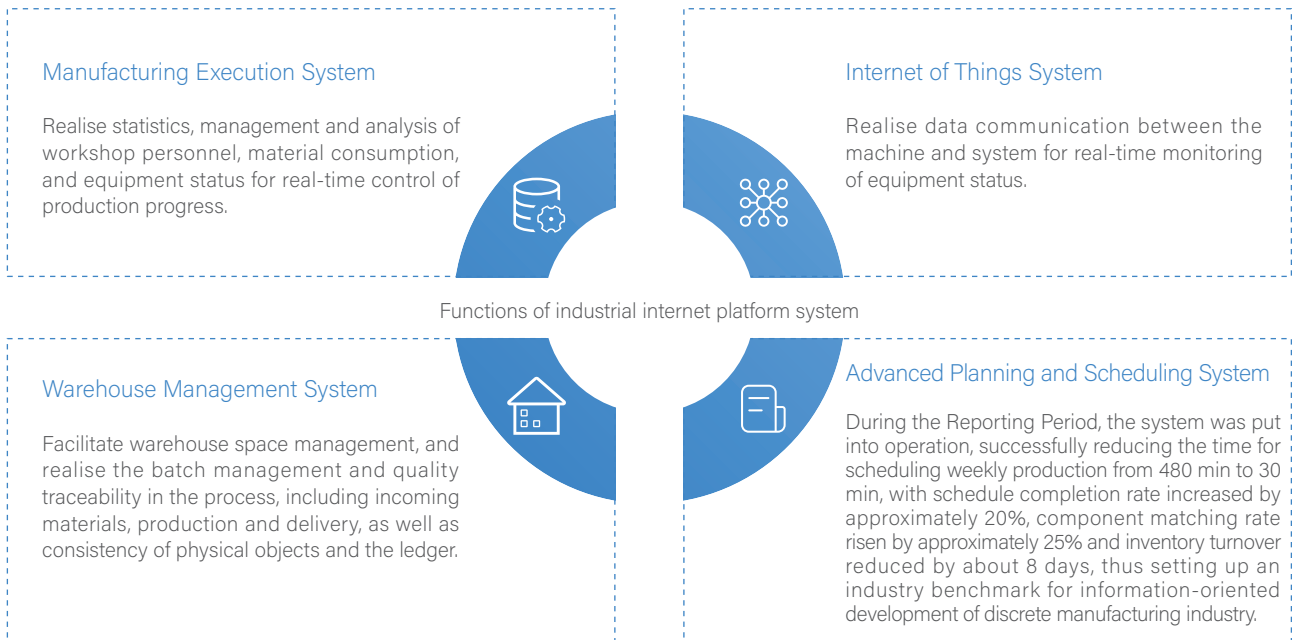 Manufacturing Execution System
Realise statistics, management and analysis of
workshop personnel, material consumption,
and equipment status for real-time control of
production progress.
Internet of Things System
Realise data communication between the
machine and system for real-time monitoring
of equipment status.
Functions of industrial internet platform system
Warehouse Management System
Facilitate warehouse space management, and
realise the batch management and quality
traceability in the process, including incoming
materials, production and delivery, as well as
consistency of physical objects and the ledger.
Advanced Planning and Scheduling System
During the Reporting Period, the system was put
into operation, successfully reducing the time for
scheduling weekly production from 480 min to 30
min, with schedule completion rate increased by
approximately 20%, component matching rate
risen by approximately 25% and inventory turnover
reduced by about 8 days, thus setting up an
industry benchmark for information-oriented
development of discrete manufacturing industry.